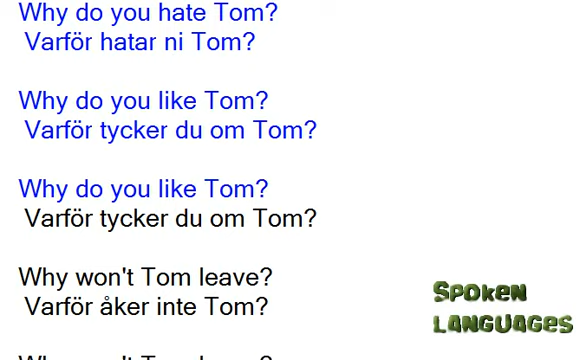 Why do you hate Tom?
Varför hatar ni Tom?
Why do you like Tom?
Varför tycker du om Tom?
Why do you like Tom?
Varför tycker du om Tom?
Why won't Tom leave?
Varför åker inte Tom?
SPOKEN
LANGUAGES